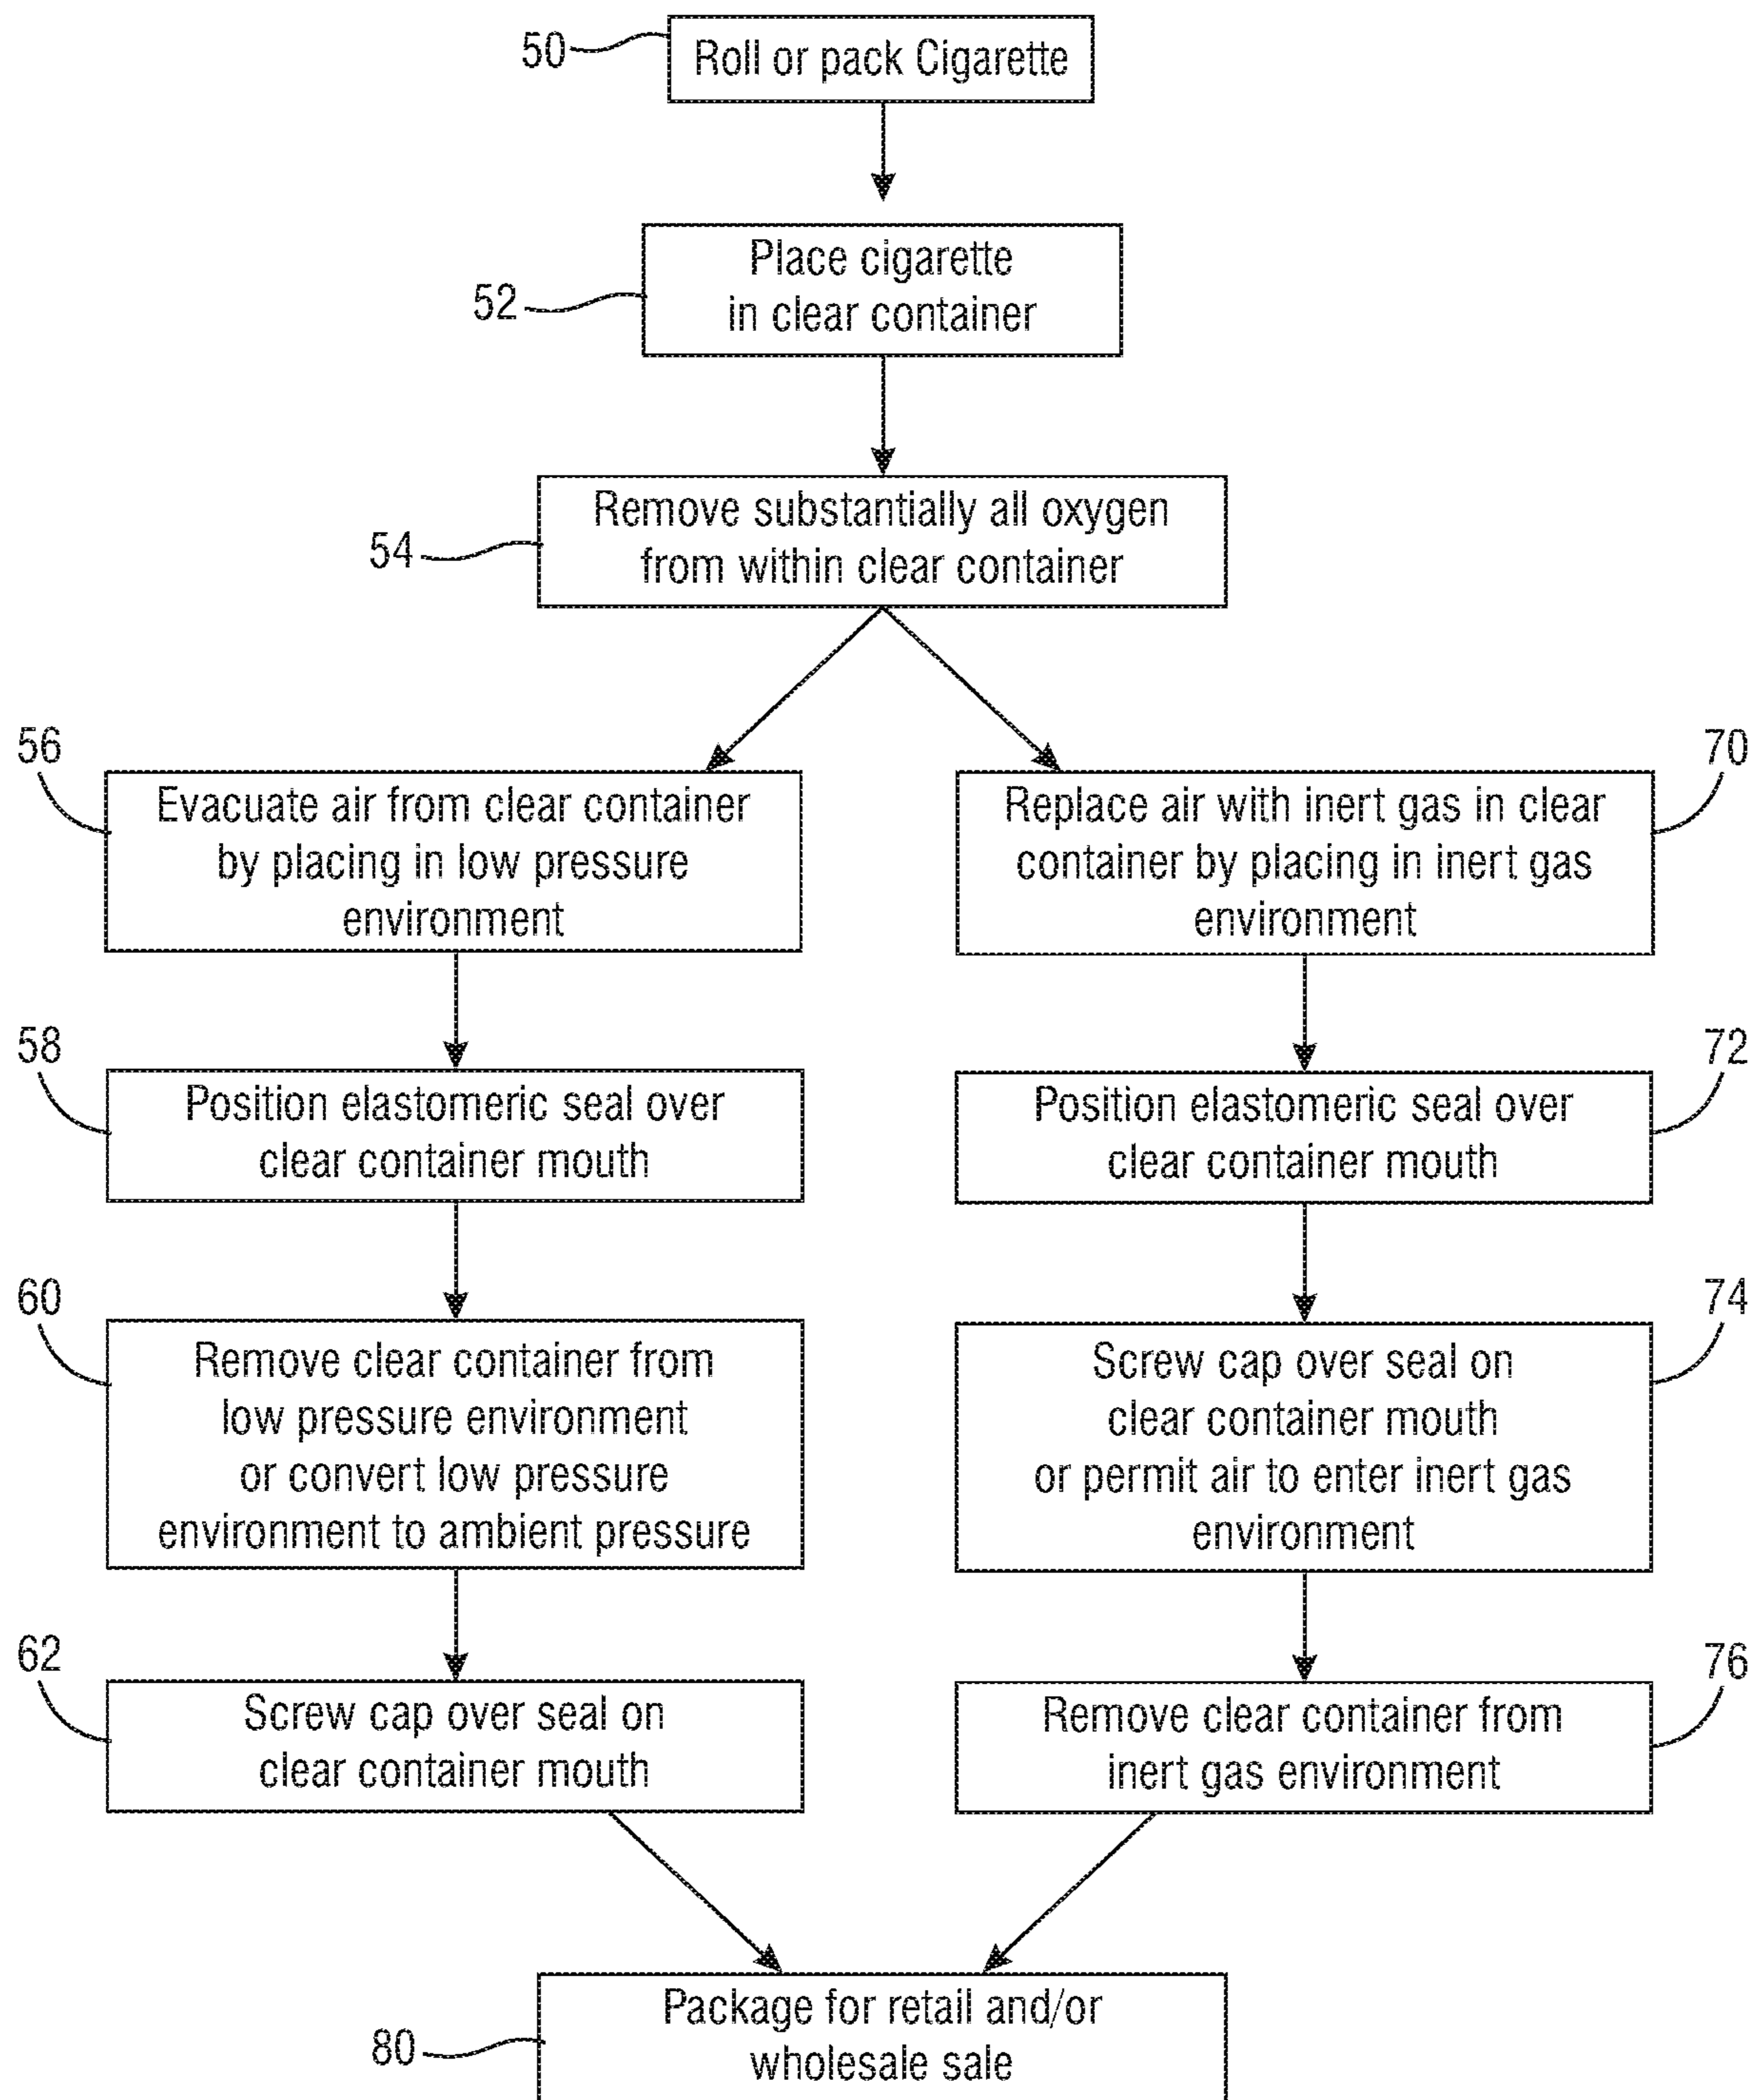 50
Roll or pack Cigarette
52
Place cigarette
in clear container
54
Remove substantially all oxygen
from within clear container
56
Evacuate air from clear container
by placing in low pressure
environment
58
Position elastomeric seal over
clear container mouth
60
Remove clear container from
low pressure environment
or convert low pressure
environment to ambient pressure
62
Screw cap over seal on
clear container mouth
70
Replace air with inert gas in clear
container by placing in inert gas
environment
72
Position elastomeric seal over
clear container mouth
74
Screw cap over seal on
clear container mouth
or permit air to enter inert gas
environment
76
Remove clear container from
inert gas environment
80
Package for retail and/or
wholesale sale